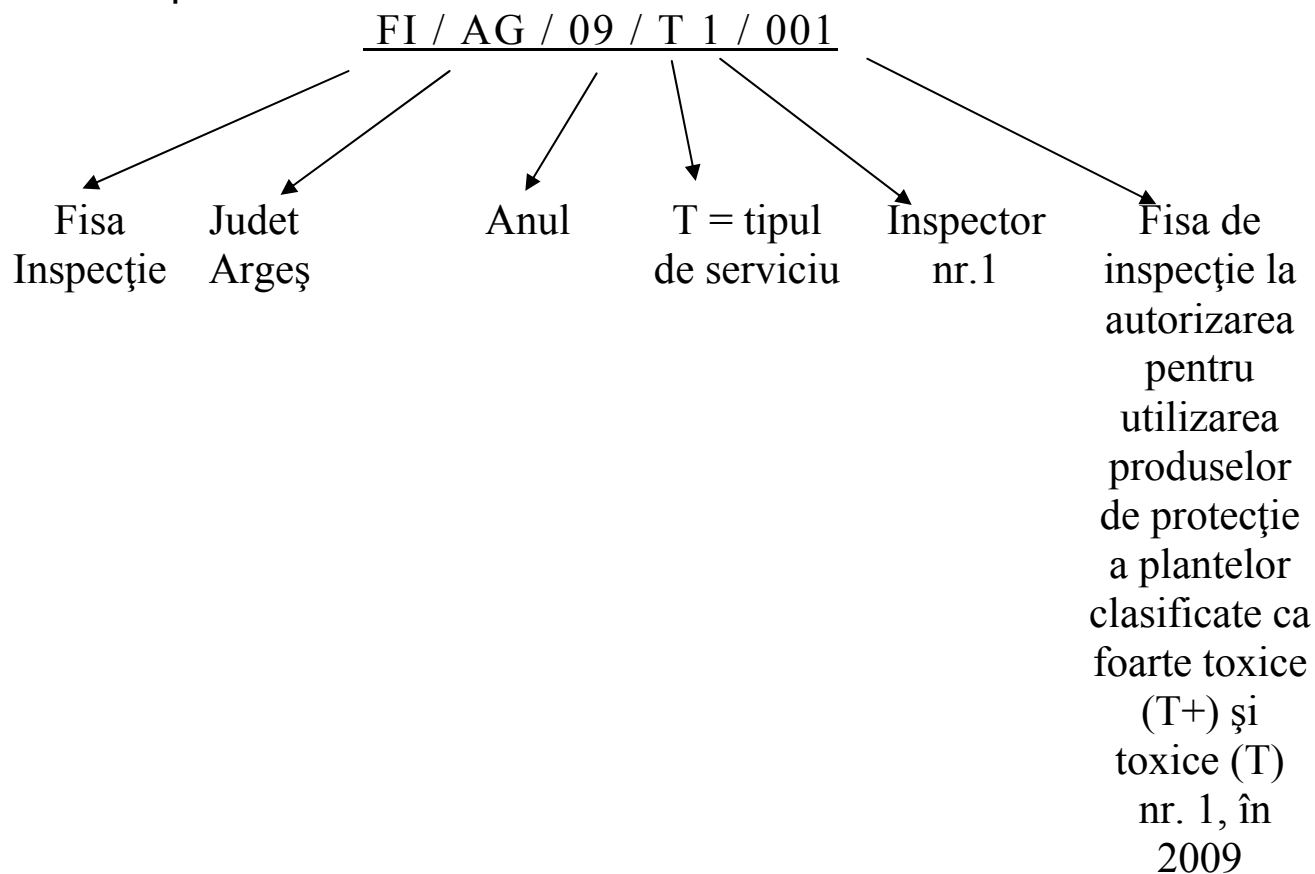 FI / AG / 09 / T 1 / 001
Fisa
Inspecţie
Judet
Argeş
Anul
T = tipul
de serviciu
Inspector
nr.1
Fisa de
inspecţie la
autorizarea
pentru
utilizarea
produselor
de protecţie
a plantelor
clasificate ca
foarte toxice
(T+) şi
toxice (T)
nr. 1, în
2009